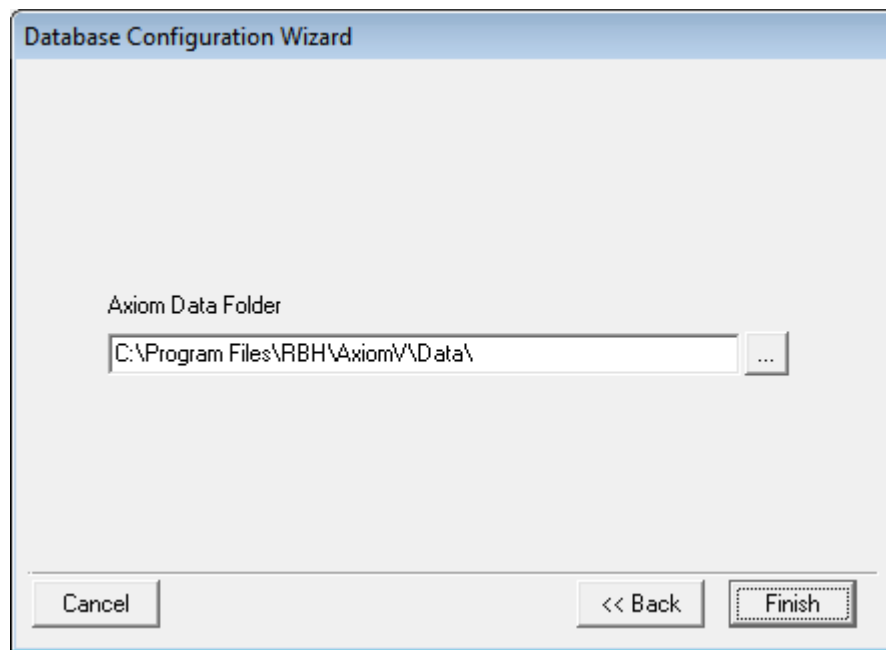 Database Configuration Wizard
Axiom Data Folder
C:\Program Files\RBH\AxiomV\Data\
...
Cancel
<< Back
Finish